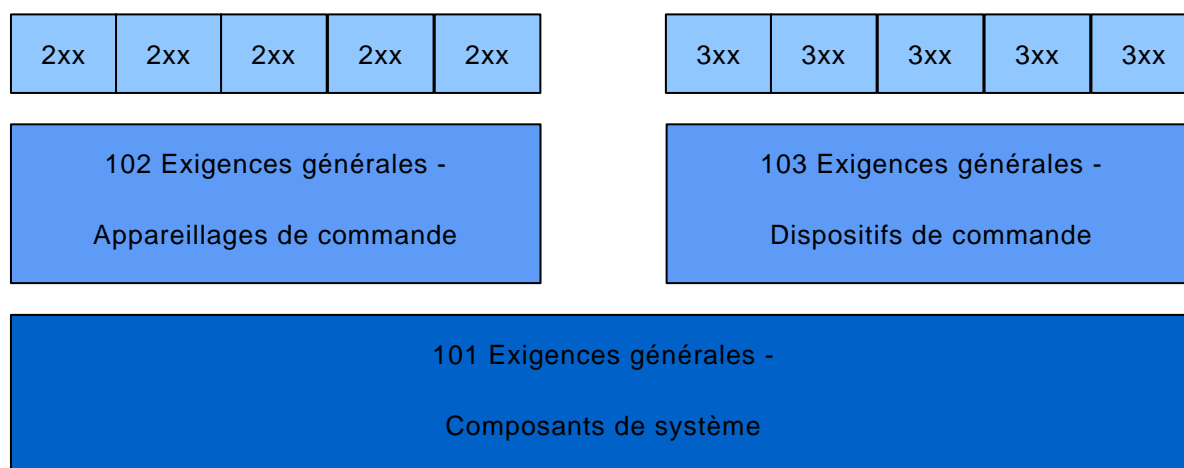 2xx 2xx 2xx 2xx 2xx
3xx 3xx 3xx 3xx 3xx
102 Exigences générales -
Appareillages de commande
103 Exigences générales -
Dispositifs de commande
101 Exigences générales -
Composants de système